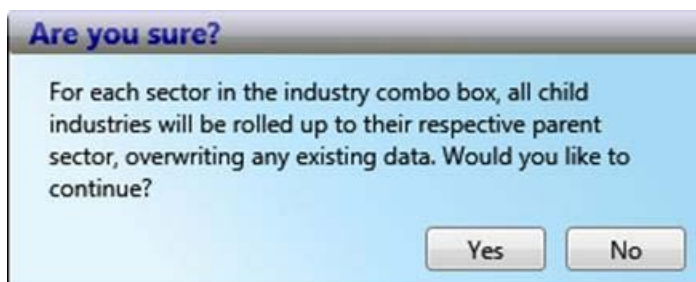 Are you sure?
For each sector in the industry combo box, all child
industries will be rolled up to their respective parent
sector, overwriting any existing data. Would you like to
continue?
Yes No